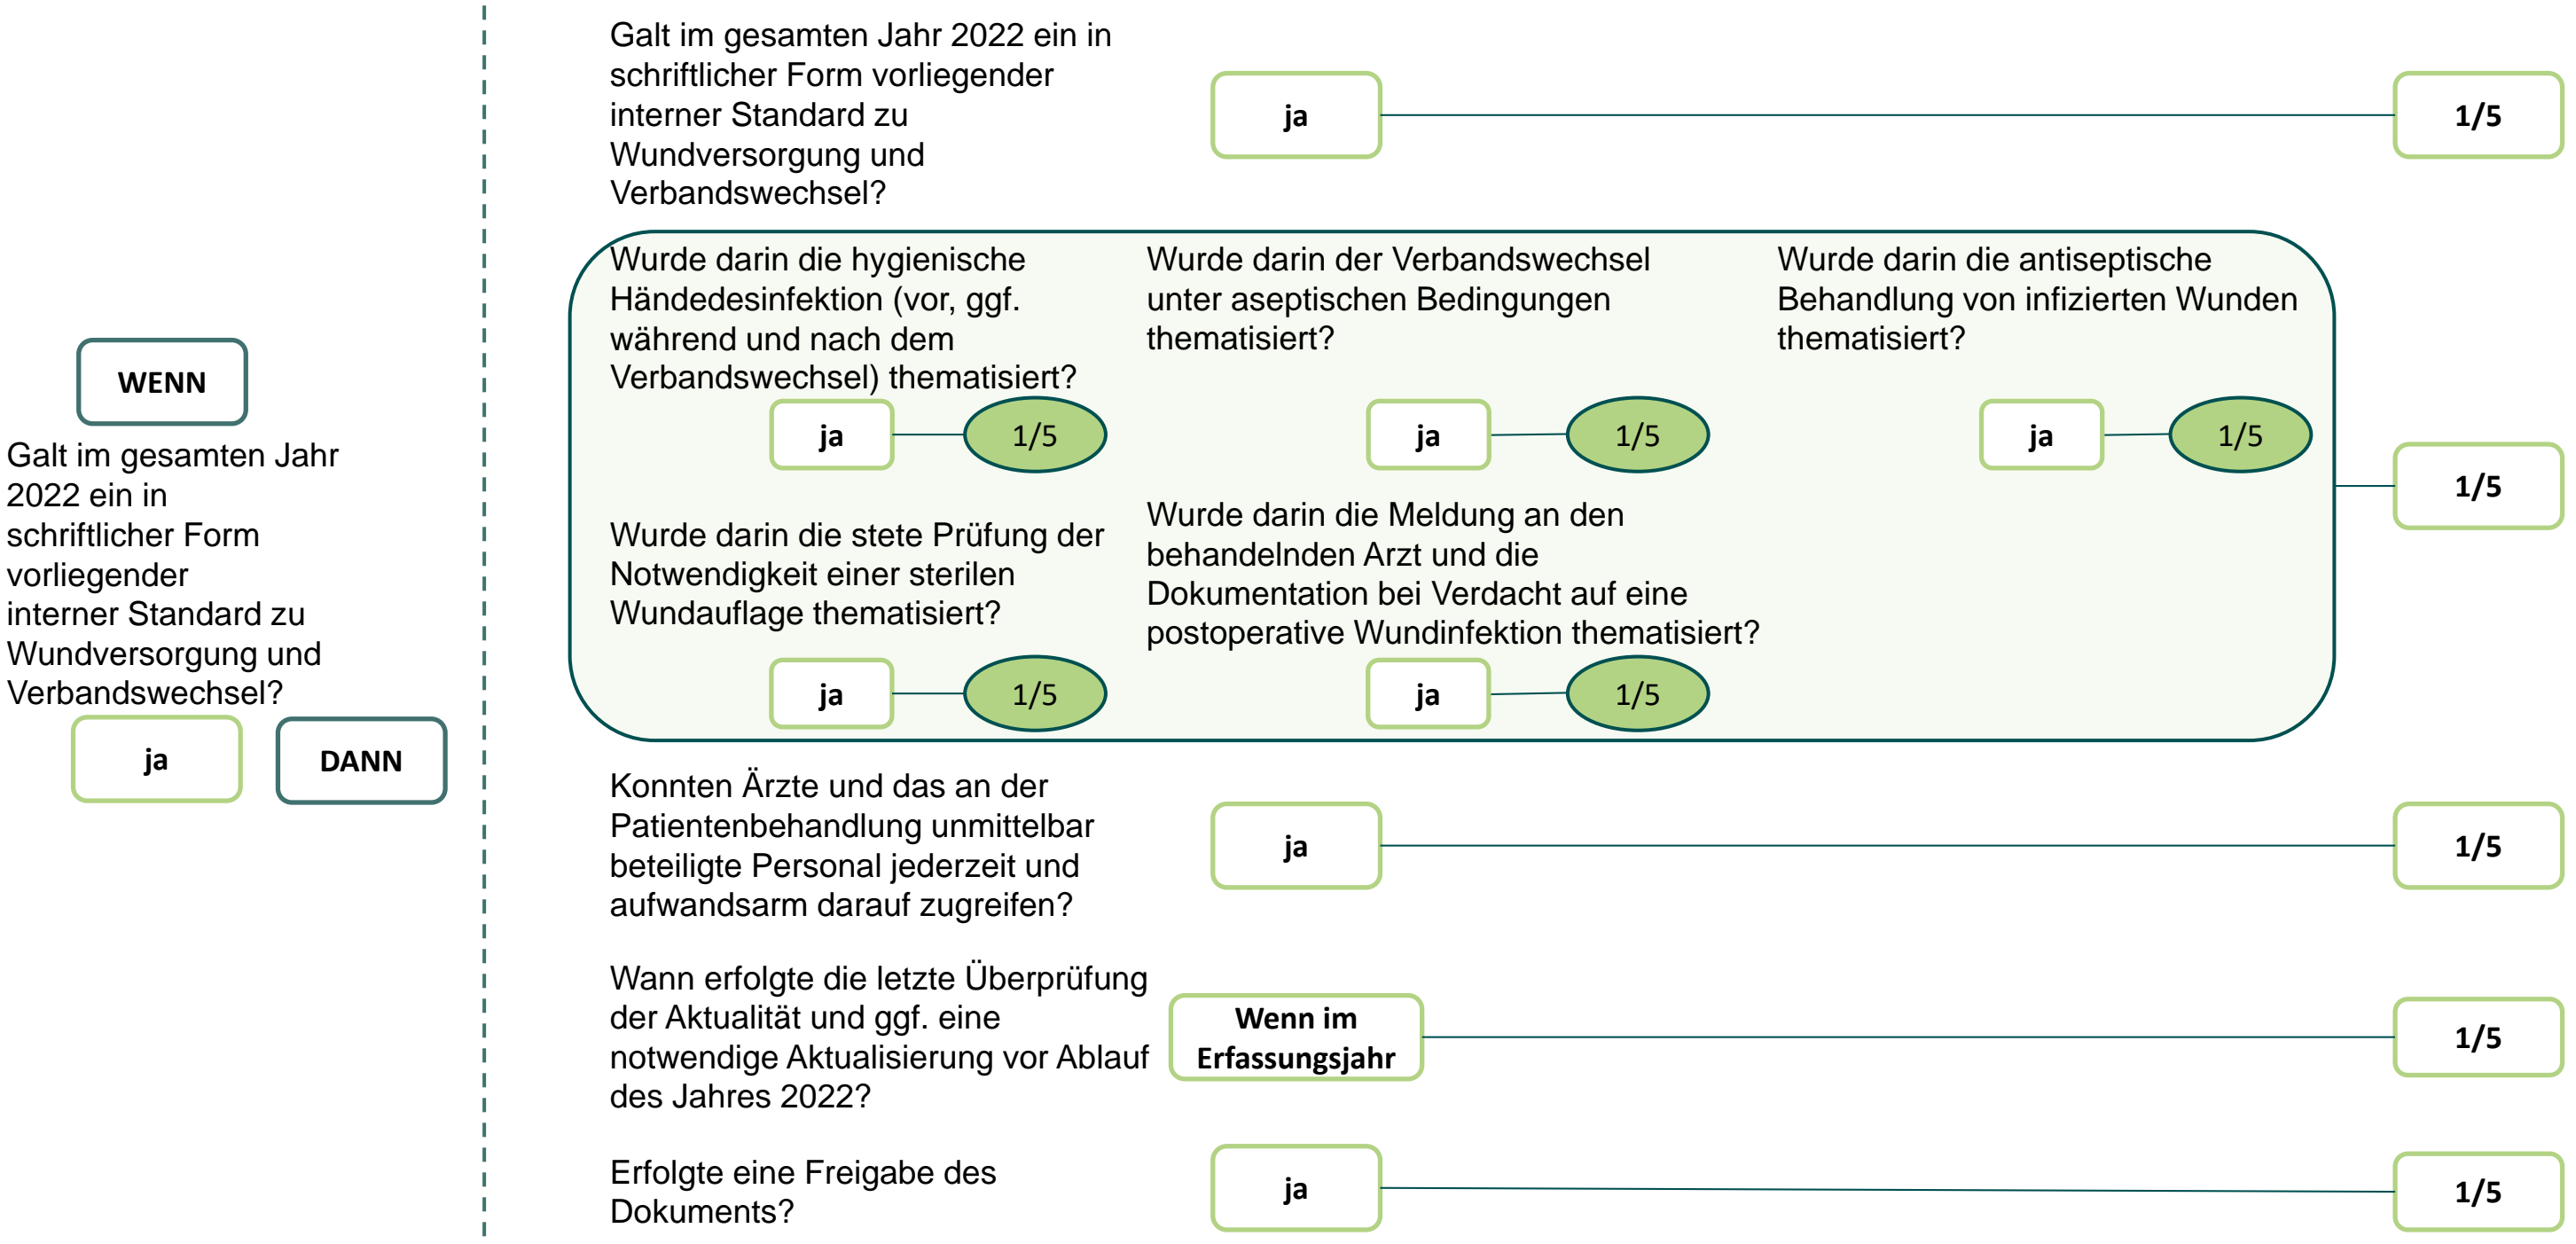 WENN
Galt im gesamten Jahr
2022 ein in
schriftlicher Form
vorliegender
interner Standard zu
Wundversorgung und
Verbandswechsel?
ja
DANN
Galt im gesamten Jahr 2022 ein in
schriftlicher Form vorliegender
interner Standard zu
Wundversorgung und
Verbandswechsel?
ja
1/5
Wurde darin die hygienische
Händedesinfektion (vor, ggf.
während und nach dem
Verbandswechsel) thematisiert?
ja
1/5
Wurde darin der Verbandswechsel
unter aseptischen Bedingungen
thematisiert?
ja
1/5
Wurde darin die antiseptische
Behandlung von infizierten Wunden
thematisiert?
ja
1/5
Wurde darin die stete Prüfung der
Notwendigkeit einer sterilen
Wundauflage thematisiert?
ja
1/5
Wurde darin die Meldung an den
behandelnden Arzt und die
Dokumentation bei Verdacht auf eine
postoperative Wundinfektion thematisiert?
ja
1/5
1/5
Konnten Ärzte und das an der
Patientenbehandlung unmittelbar
beteiligte Personal jederzeit und
aufwandsarm darauf zugreifen?
ja
1/5
Wann erfolgte die letzte Überprüfung
der Aktualität und ggf. eine
notwendige Aktualisierung vor Ablauf
des Jahres 2022?
Wenn im
Erfassungsjahr
1/5
Erfolgte eine Freigabe des
Dokuments?
ja
1/5